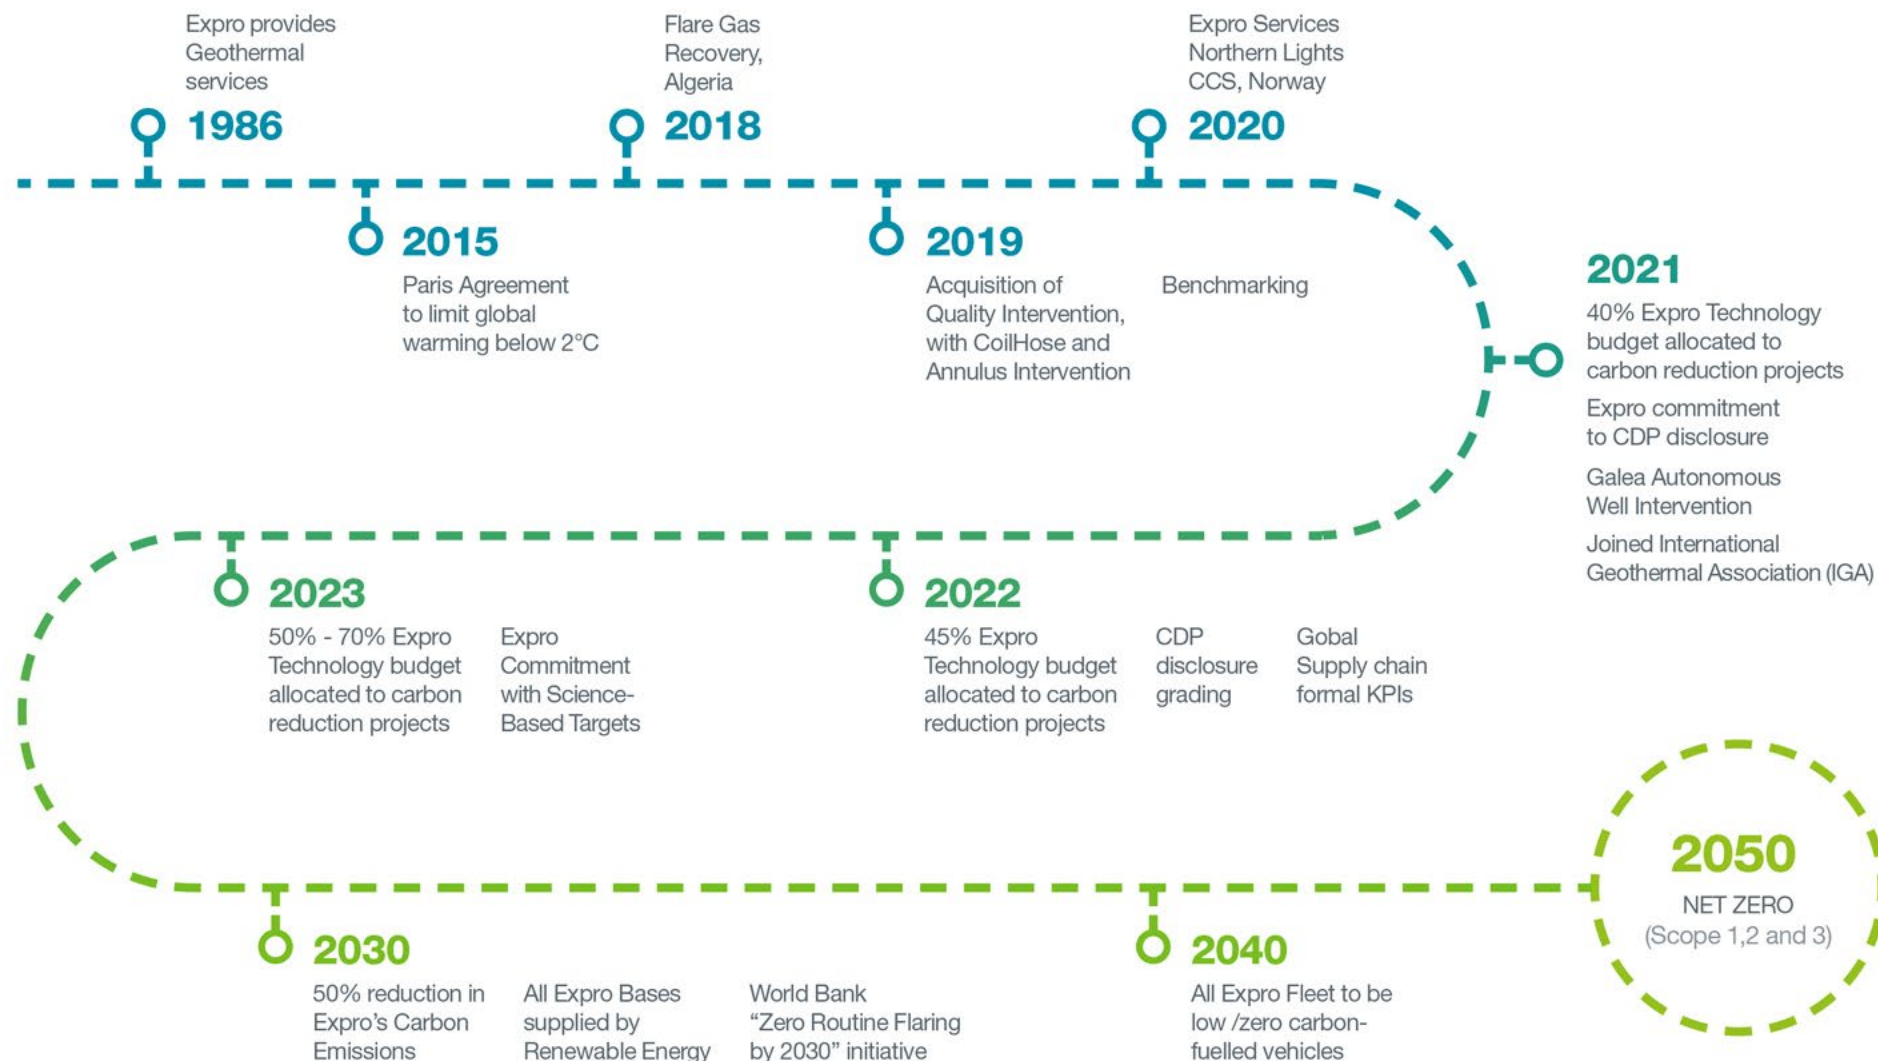 Expro provides
Geothermal
services
1986
Flare Gas
Recovery,
Algeria
2018
Expro Services
Northern Lights
CCS, Norway
2020
2015
Paris Agreement
to limit global
warming below 2°C
2019
Acquisition of
Quality Intervention,
with CoilHose and
Annulus Intervention
Benchmarking
2021
40% Expro Technology
budget allocated to
carbon reduction projects
Expro commitment
to CDP disclosure
Galea Autonomous
Well Intervention
Joined International
Geothermal Association (IGA)
2023
50% - 70% Expro
Technology budget
allocated to carbon
reduction projects
Expro
Commitment
with Science-
Based Targets
2022
45% Expro
Technology budget
allocated to carbon
reduction projects
CDP
disclosure
grading
Gobal
Supply chain
formal KPIs
2030
50% reduction in
Expro's Carbon
Emissions
All Expro Bases
supplied by
Renewable Energy
World Bank
“Zero Routine Flaring
by 2030” initiative
2040
All Expro Fleet to be
low /zero carbon-
fuelled vehicles
2050
NET ZERO
(Scope 1,2 and 3)